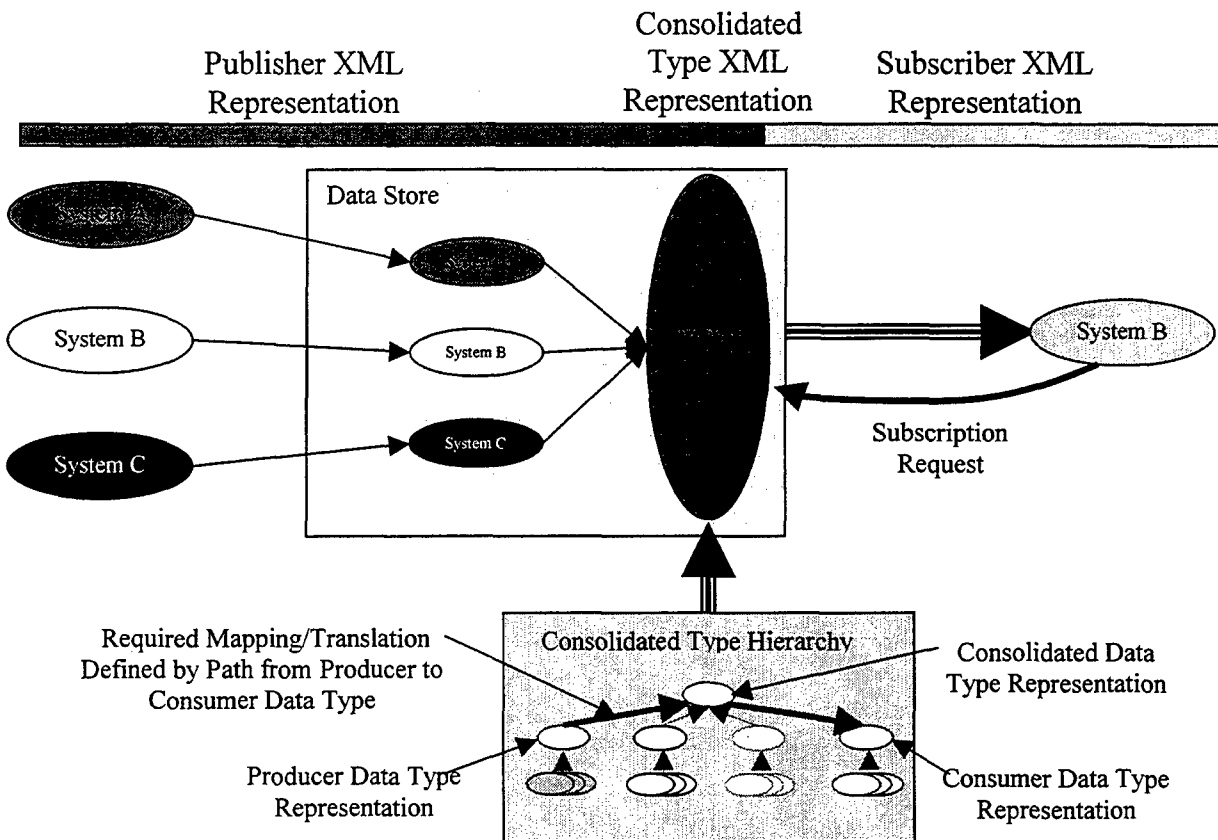 Publisher XML
Representation
Consolidated
Type XML
Representation
Subscriber XML
Representation
Data Store
System A
System B
System B
System B
System C
System C
Subscription
Request
Required Mapping/Translation
Defined by Path from Producer to
Consumer Data Type
Consolidated Type Hierarchy
Consolidated Data
Type Representation
Producer Data Type
Representation
Consumer Data Type
Representation